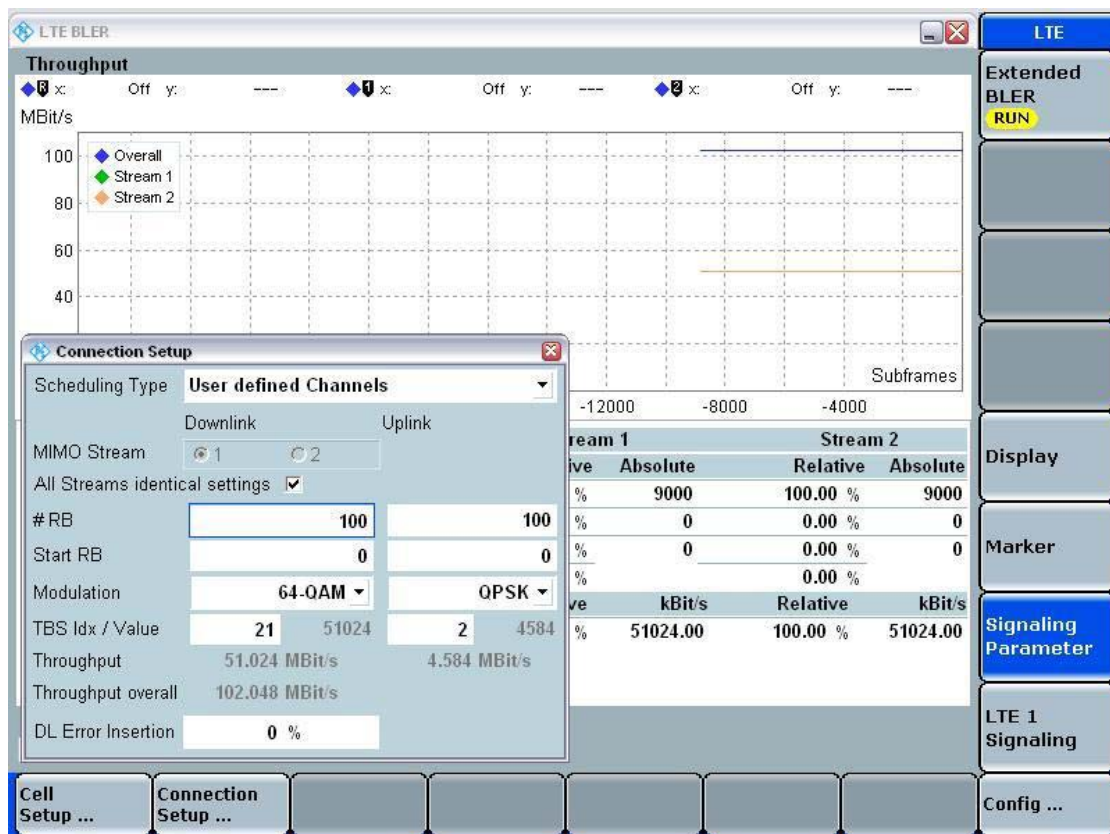 LTE BLER
LTE
Throughput
R x: Off y: --- 1 x: Off y: --- 2 x: Off y: ---
Extended
BLER
RUN
MBit/s
100
Overall
Stream 1
80
Stream 2
60
40
Subframes
-12000 -8000 -4000
Connection Setup
Scheduling Type User defined Channels
Downlink Uplink
MIMO Stream 1 2
All Streams identical settings
# RB 100 100
Start RB 0 0
Modulation 64-QAM QPSK
TBS Idx / Value 21 51024 2 4584
Throughput 51.024 MBit/s 4.584 MBit/s
Throughput overall 102.048 MBit/s
DL Error Insertion 0 %
ream 1 Stream 2
ive Absolute Relative Absolute
% 9000 100.00 % 9000
% 0 0.00 % 0
% 0 0.00 % 0
% 0.00 %
ve kBit/s Relative kBit/s
% 51024.00 100.00 % 51024.00
Display
Marker
Signaling
Parameter
LTE 1
Signaling
Cell
Setup ...
Connection
Setup ...
Config ...